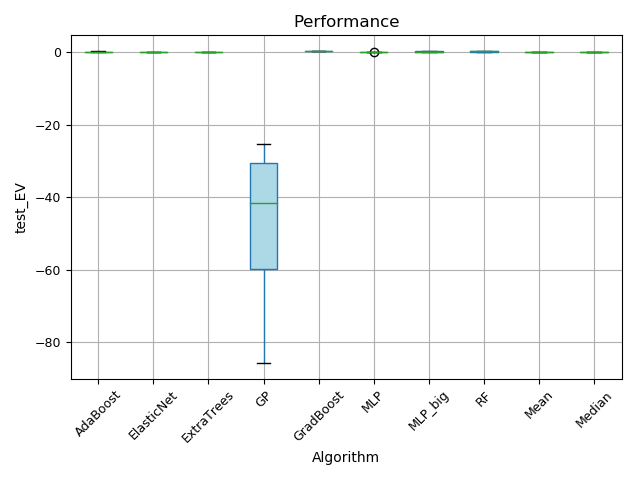 Performance
0
−20
−40
−60
−80
test_EV
AdaBoost
ElasticNet
ExtraTrees
GP
GradBoost
MLP
MLP_big
RF
Mean
Median
Algorithm